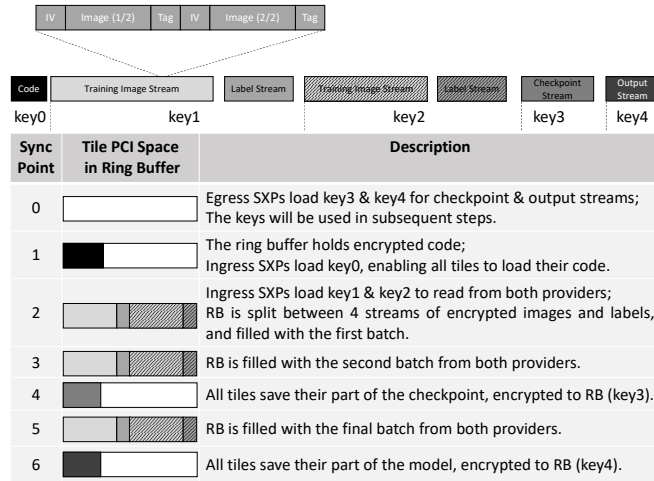 IV Image (1/2) Tag IV Image (2/2) Tag
Code Training Image Stream Label Stream Training Image Stream Label Stream Checkpoint Stream Output Stream
key0 key1 key2 key3 key4
Sync Point Tile PCI Space in Ring Buffer Description
0 Egress SXPs load key3 & key4 for checkpoint & output streams;
The keys will be used in subsequent steps.
1 The ring buffer holds encrypted code;
Ingress SXPs load key0, enabling all tiles to load their code.
2 Ingress SXPs load key1 & key2 to read from both providers;
RB is split between 4 streams of encrypted images and labels,
and filled with the first batch.
3 RB is filled with the second batch from both providers.
4 All tiles save their part of the checkpoint, encrypted to RB (key3).
5 RB is filled with the final batch from both providers.
6 All tiles save their part of the model, encrypted to RB (key4).